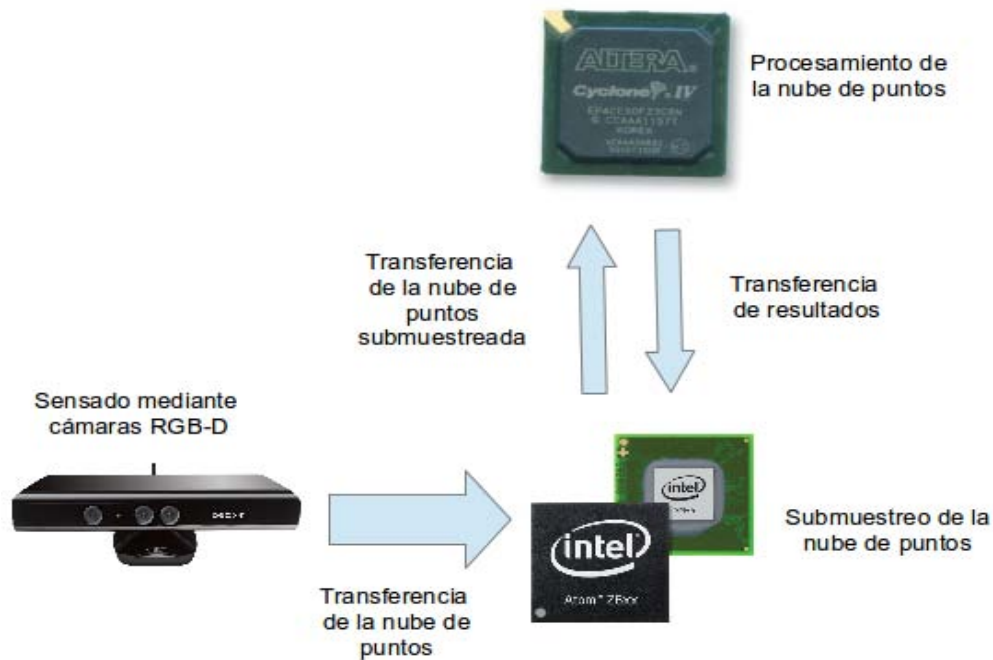 ALTERA
Cyclone IV
Procesamiento de
la nube de puntos
KOREA
Transferencia
de la nube de
puntos
submuestreada
Transferencia
de resultados
Sensado mediante
cámaras RGB-D
intel
intel
Atom
Submuestreo de la
nube de puntos
Transferencia
de la nube de
puntos